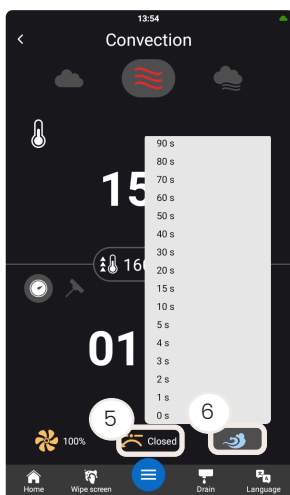 13:54
Convection
90 s
80 s
70 s
60 s
50 s
40 s
30 s
20 s
15 s
10 s
5 s
4 s
3 s
2 s
1 s
0 s
15
160
01
5
6
100%
Closed
Home
Wipe screen
Drain
Language